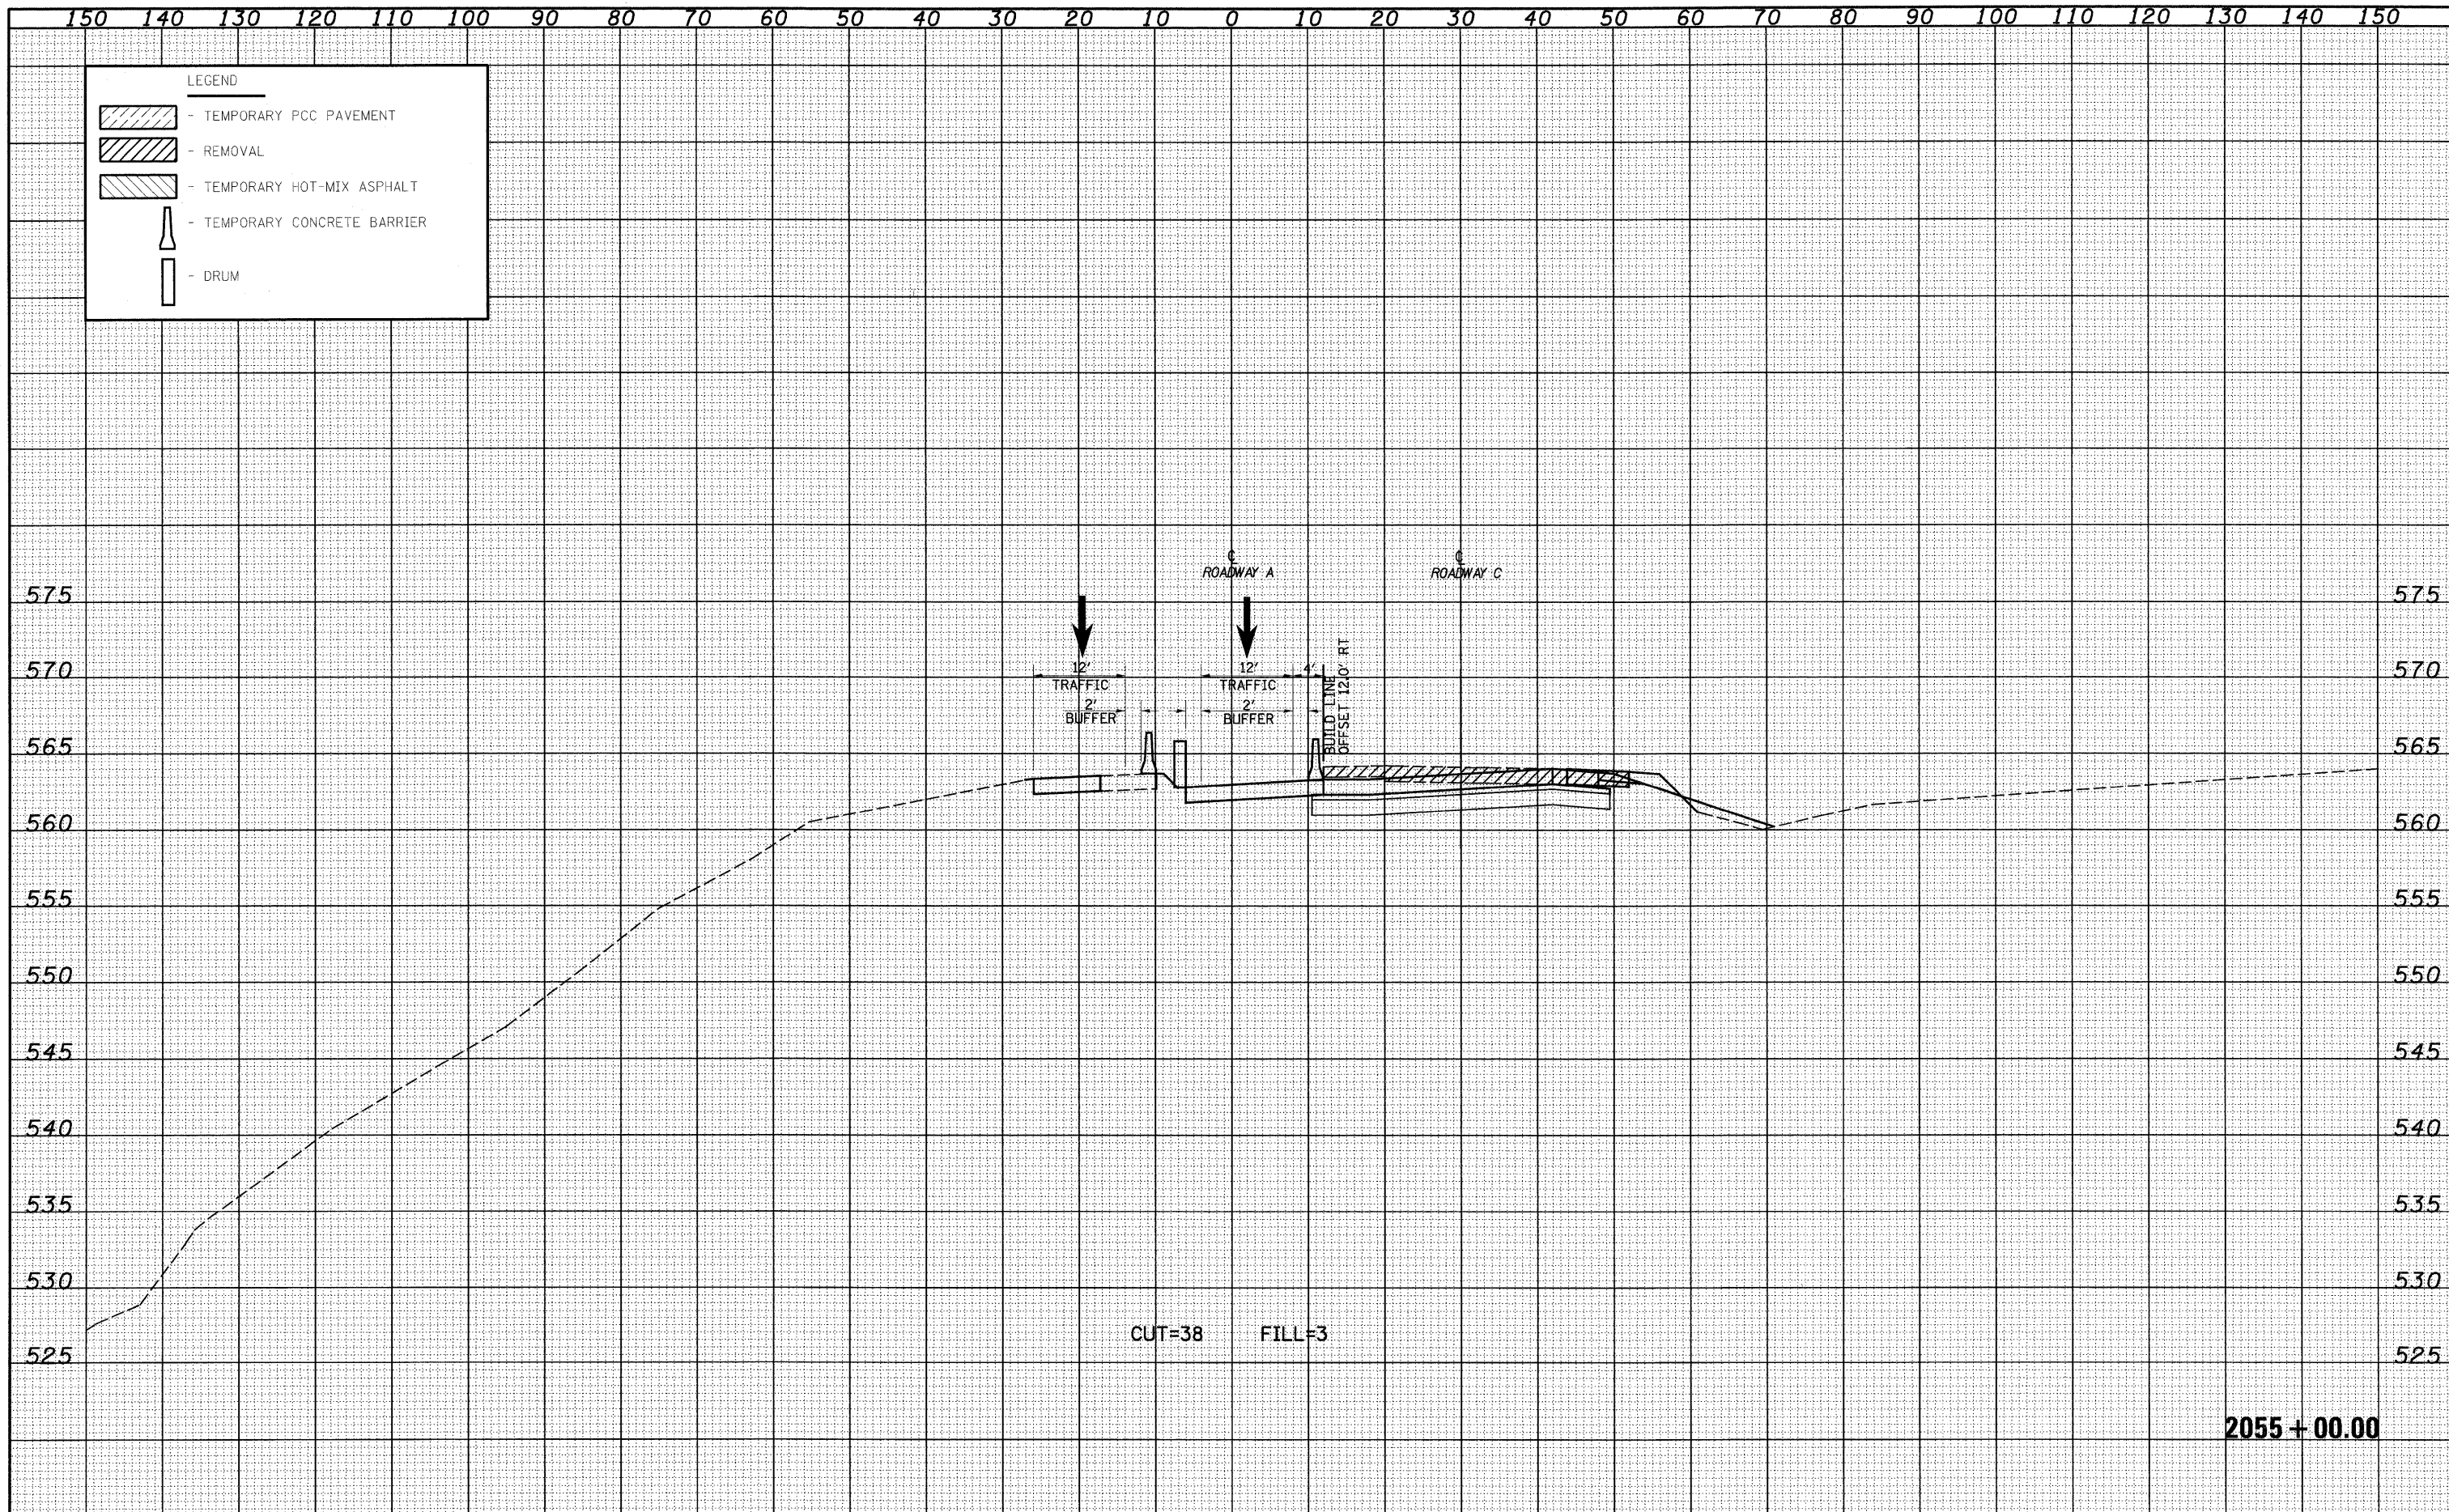 150 140 130 120 110 100 90 80 70 60 50 40 30 20 10 0 10 20 30 40 50 60 70 80 90 100 110 120 130 140 150
LEGEND
- TEMPORARY PCC PAVEMENT
- REMOVAL
- TEMPORARY HOT-MIX ASPHALT
- TEMPORARY CONCRETE BARRIER
- DRUM
℄ ℄
ROADWAY A ROADWAY C
575 575
570 12' 12' 4' 570
TRAFFIC TRAFFIC
2' 2'
BUFFER BUFFER
BUILD LINE
OFFSET 12.0' RT
565 565
560 560
555 555
550 550
545 545
540 540
535 535
530 530
CUT=38 FILL=3
525 525
2055+00.00